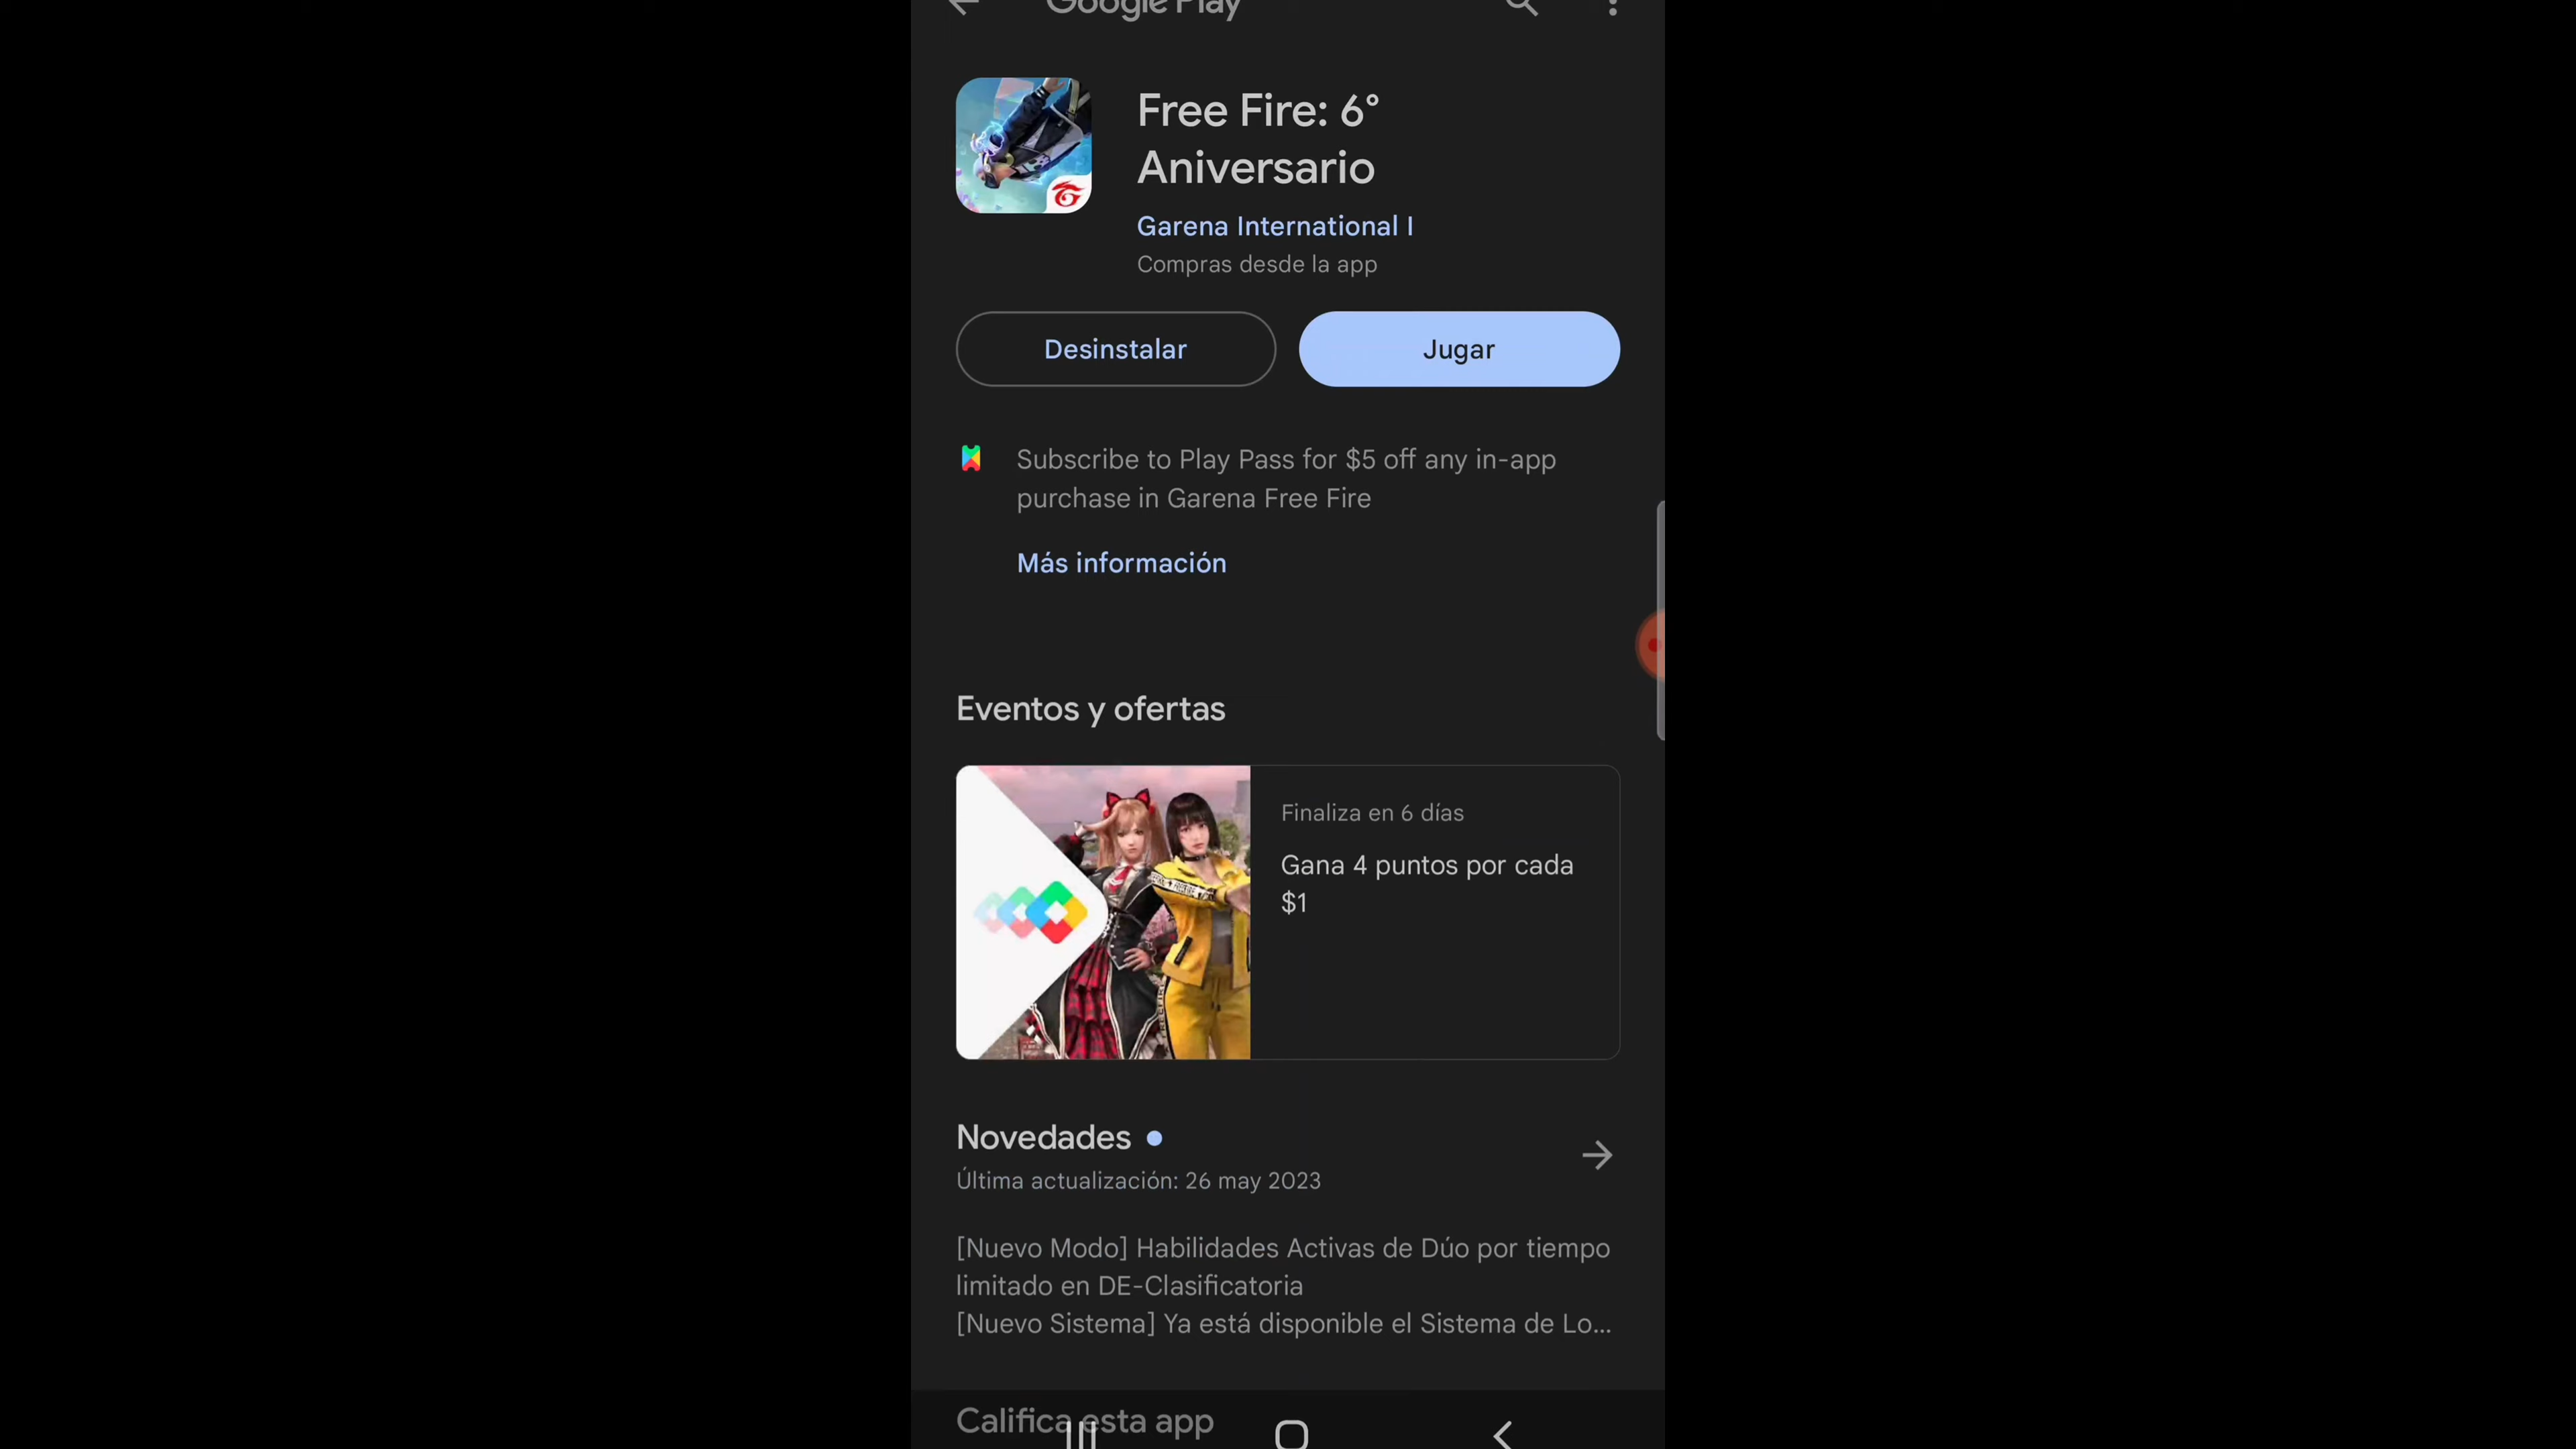 Google Play
Free Fire: 6°
Aniversario
Garena International I
Compras desde la app
Desinstalar
Jugar
Subscribe to Play Pass for $5 off any in-app
purchase in Garena Free Fire
Más información
Eventos y ofertas
Finaliza en 6 días
Gana 4 puntos por cada
$1
Novedades
Última actualización: 26 may 2023
[Nuevo Modo] Habilidades Activas de Dúo por tiempo
limitado en DE-Clasificatoria
[Nuevo Sistema] Ya está disponible el Sistema de Lo...
Califica esta app